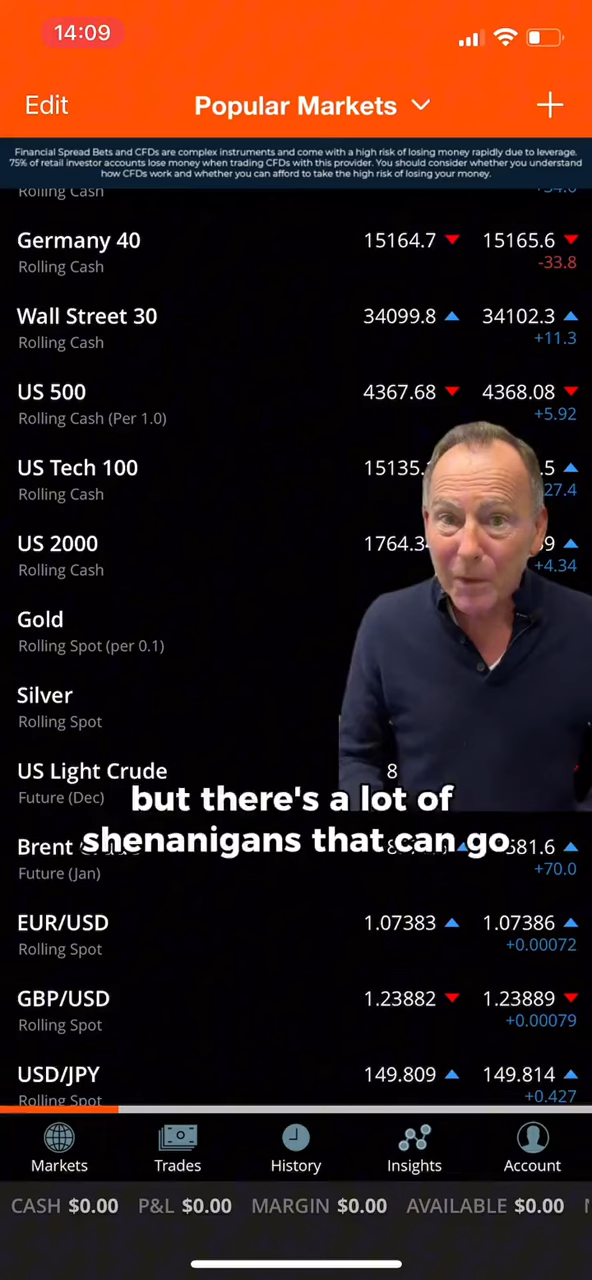 14:09
Edit Popular Markets +
Financial Spread Bets and CFDs are complex instruments and come with a high risk of losing money rapidly due to leverage.
75% of retail investor accounts lose money when trading CFDs with this provider. You should consider whether you understand
how CFDs work and whether you can afford to take the high risk of losing your money.
Rolling Cash
Germany 40 15164.7 15165.6
Rolling Cash -33.8
Wall Street 30 34099.8 34102.3
Rolling Cash +11.3
US 500 4367.68 4368.08
Rolling Cash (Per 1.0) +5.92
US Tech 100 15135. .5
Rolling Cash 27.4
US 2000 1764.3 9
Rolling Cash +4.34
Gold
Rolling Spot (per 0.1)
Silver
Rolling Spot
US Light Crude 8
Future (Dec)
but there's a lot of
shenanigans that can go
Brent 581.6
Future (Jan) +70.0
EUR/USD 1.07383 1.07386
Rolling Spot +0.00072
GBP/USD 1.23882 1.23889
Rolling Spot +0.00079
USD/JPY 149.809 149.814
Rolling Spot +0.427
Markets Trades History Insights Account
CASH $0.00 P&L $0.00 MARGIN $0.00 AVAILABLE $0.00